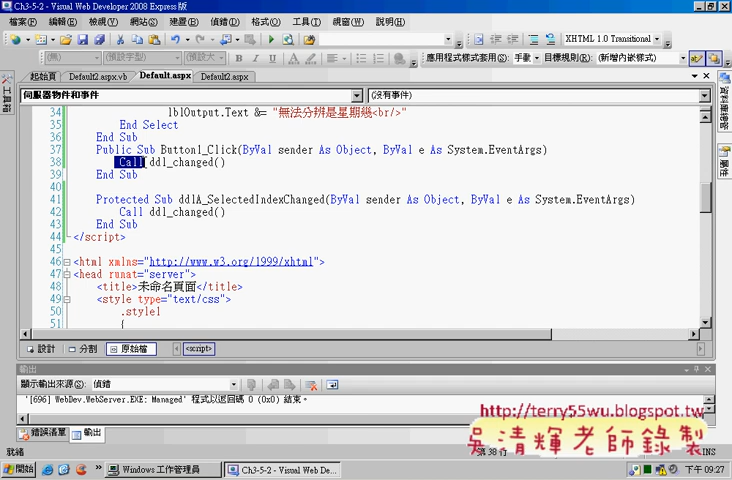 Ch3-5-2 - Visual Web Developer 2008 Express 版
檔案(F) 編輯(E) 檢視(V) 網站(S) 建置(B) 偵錯(D) 格式(O) 工具(T) 視窗(W) 說明(H)
XHTML 1.0 Transitional
(無) (預設字型) (預設大 B I U 應用程式樣式套用(S): 手動 目標規則(R): (新增內嵌樣式)
起始頁 Default2.aspx.vb Default.aspx Default2.aspx
伺服器物件和事件 (沒有事件)
34 lblOutput.Text &= "無法分辨是星期幾<br/>"
35 End Select
36 End Sub
37 Public Sub Button1_Click(ByVal sender As Object, ByVal e As System.EventArgs)
38 Call ddl_changed()
39 End Sub
40
41 Protected Sub ddlA_SelectedIndexChanged(ByVal sender As Object, ByVal e As System.EventArgs)
42 Call ddl_changed()
43 End Sub
44 </script>
45
46 <html xmlns="http://www.w3.org/1999/xhtml">
47 <head runat="server">
48 <title>未命名頁面</title>
49 <style type="text/css">
50 .style1
51 {
工具箱
資料庫總管
屬性
設計 分割 原始檔 <script>
輸出
顯示輸出來源(S): 偵錯
'[696] WebDev.WebServer.EXE: Managed' 程式以返回碼 0 (0x0) 結束。
http://terry55wu.blogspot.tw
吳清輝老師錄製
錯誤清單 輸出
就緒 第 38 行 INS
開始 Windows 工作管理員 Ch3-5-2 - Visual Web De... 下午 09:27